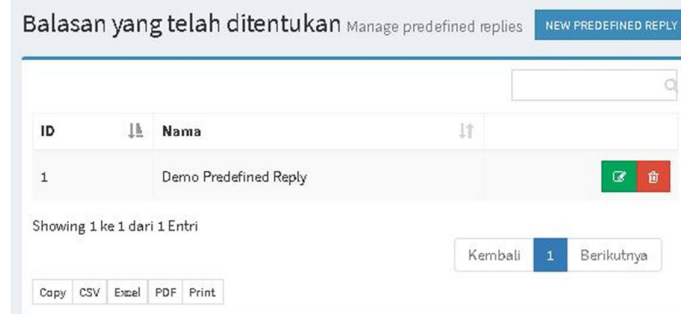 Balasan yang telah ditentukan Manage predefined replies NEW PREDEFINED REPLY
ID Nama
1 Demo Predefined Reply
Showing 1 ke 1 dari 1 Entri
Kembali 1 Berikutnya
Copy CSV Excel PDF Print